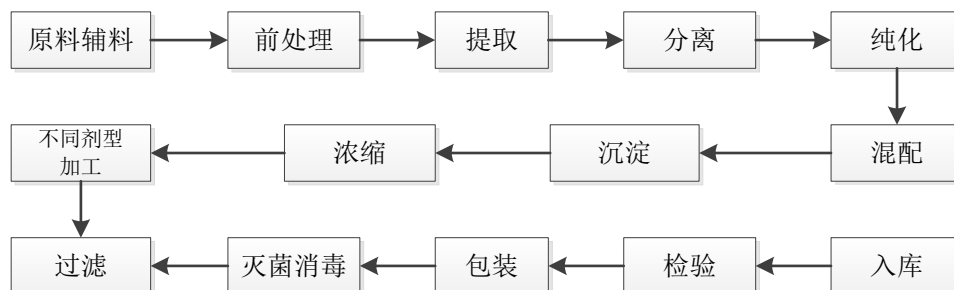 原料辅料
前处理
提取
分离
纯化
不同剂型
加工
浓缩
沉淀
混配
过滤
灭菌消毒
包装
检验
入库